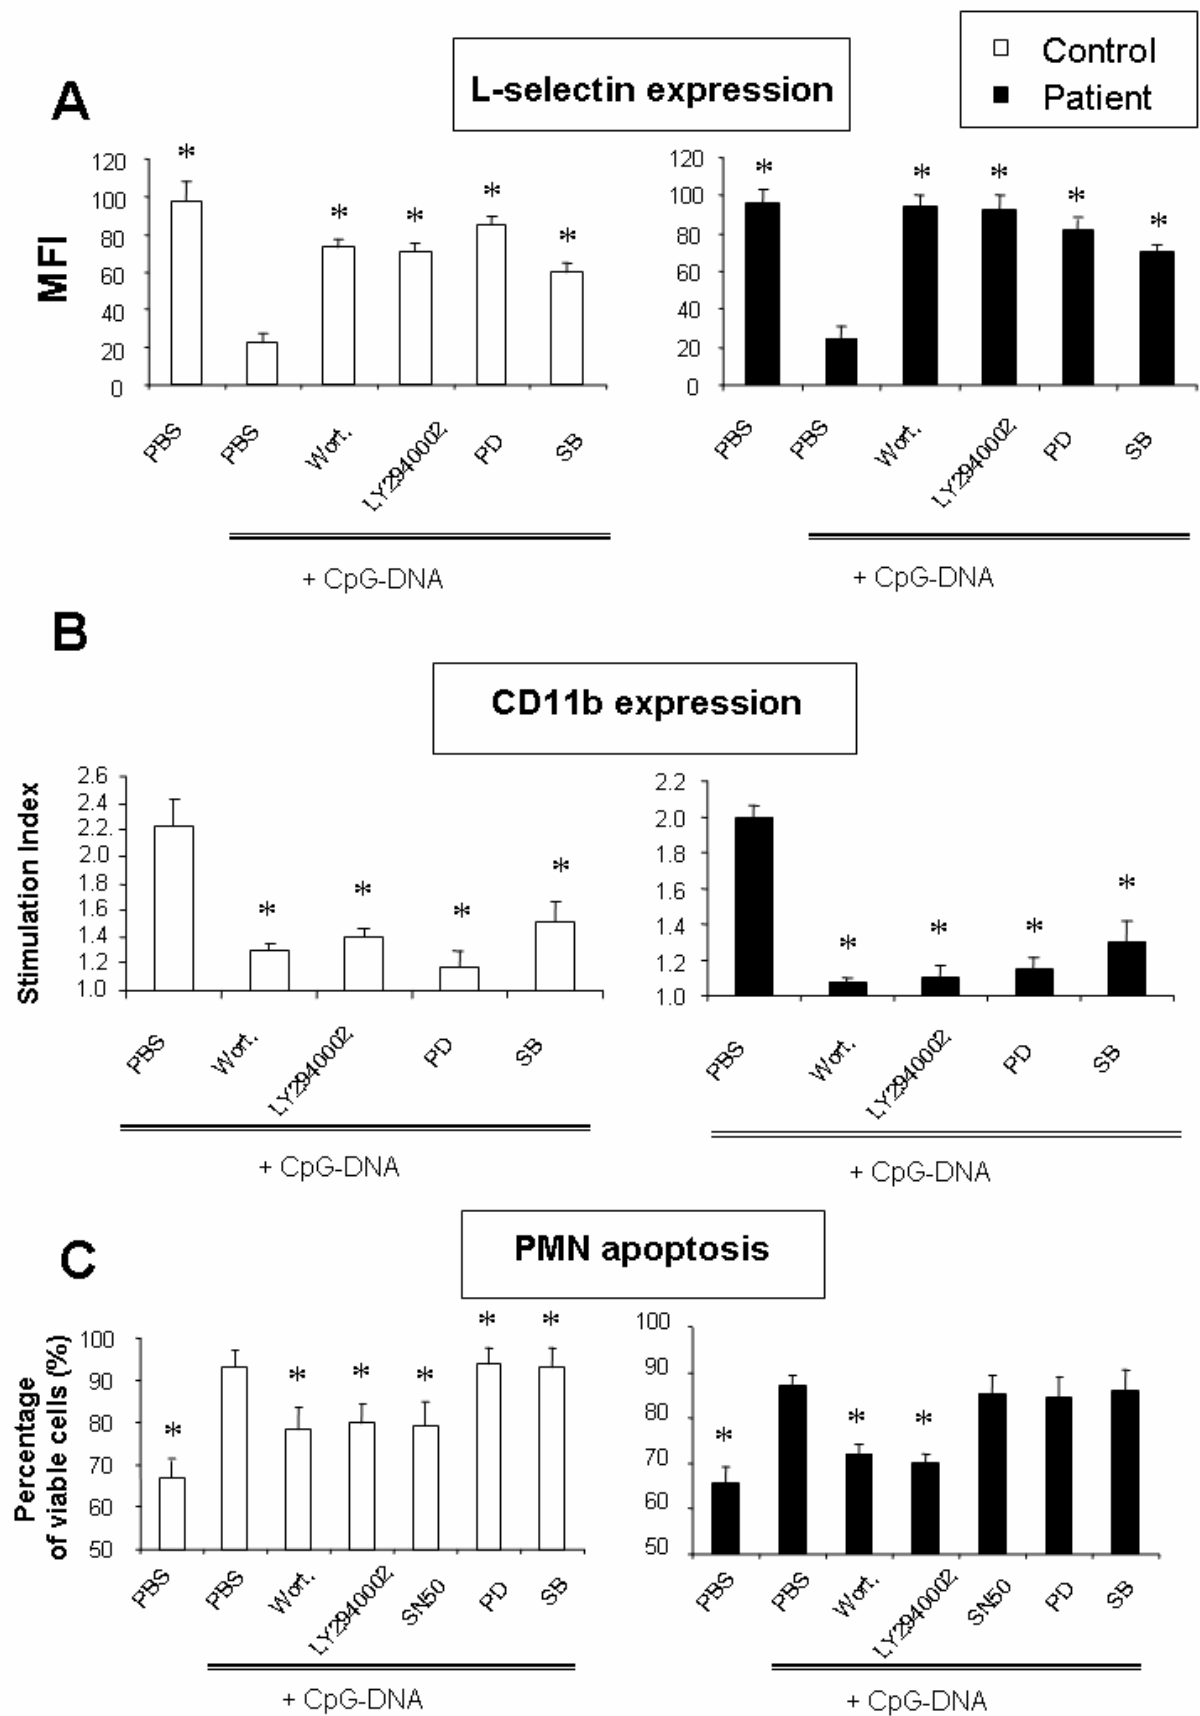 Control
Patient
A
L-selectin expression
MFI
120
100
80
60
40
20
0
* * * * *
PBS PBS Wort. LY2940002 PD SB
+ CpG-DNA
120
100
80
60
40
20
0
* * * * *
PBS PBS Wort. LY2940002 PD SB
+ CpG-DNA
B
CD11b expression
Stimulation Index
2.6
2.4
2.2
2.0
1.8
1.6
1.4
1.2
1.0
* * * *
PBS Wort. LY2940002 PD SB
+ CpG-DNA
2.2
2.0
1.8
1.6
1.4
1.2
1.0
* * * *
PBS Wort. LY2940002 PD SB
+ CpG-DNA
C
PMN apoptosis
Percentage
of viable cells (%)
100
90
80
70
60
50
* * * * * *
PBS PBS Wort. LY2940002 SN50 PD SB
+ CpG-DNA
100
90
80
70
60
50
* * *
PBS PBS Wort. LY2940002 SN50 PD SB
+ CpG-DNA